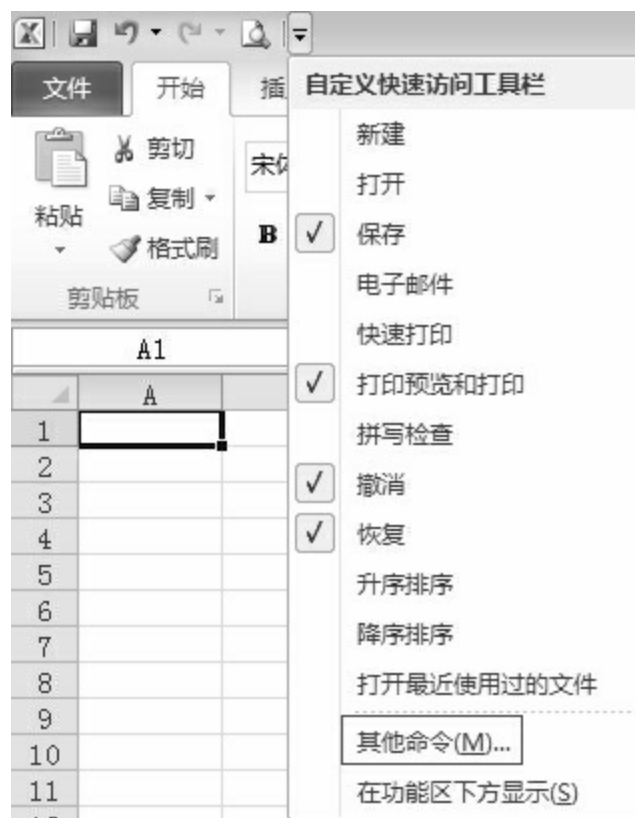 文件
开始
插
剪切
复制
格式刷
粘贴
剪贴板
宋体
B
A1
A
1
2
3
4
5
6
7
8
9
10
11
自定义快速访问工具栏
新建
打开
保存
电子邮件
快速打印
打印预览和打印
拼写检查
撤消
恢复
升序排序
降序排序
打开最近使用过的文件
其他命令(M)...
在功能区下方显示(S)